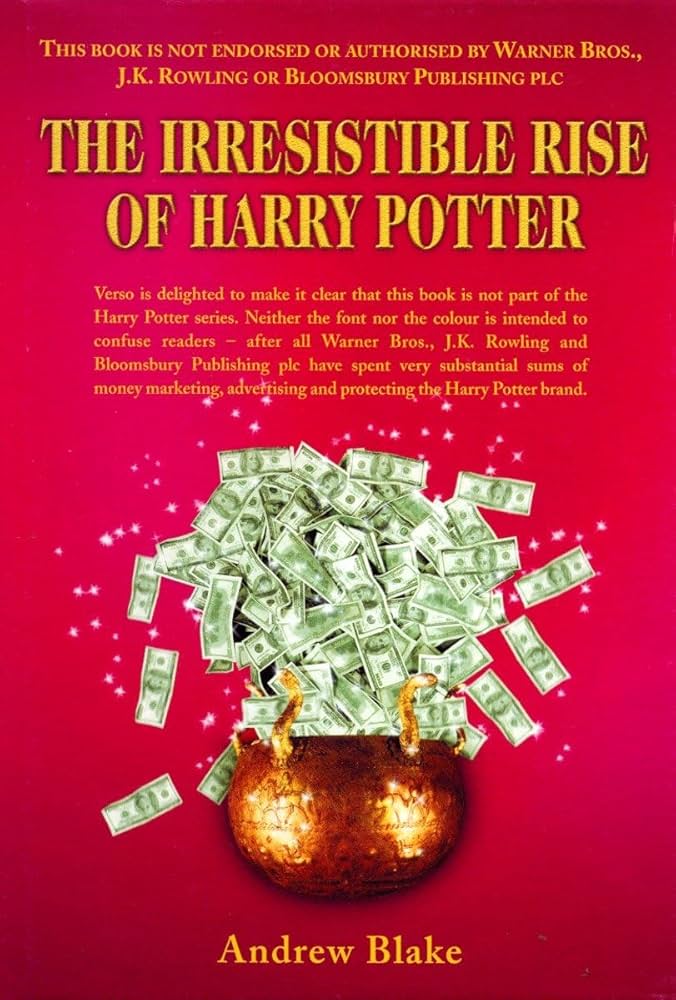 THIS BOOK IS NOT ENDORSED OR AUTHORISED BY WARNER BROS.,
J.K. ROWLING OR BLOOMSBURY PUBLISHING PLC
THE IRRESISTIBLE RISE
OF HARRY POTTER
Verso is delighted to make it clear that this book is not part of the
Harry Potter series. Neither the font nor the colour is intended to
confuse readers – after all Warner Bros., J.K. Rowling and
Bloomsbury Publishing plc have spent very substantial sums of
money marketing, advertising and protecting the Harry Potter brand.
Andrew Blake